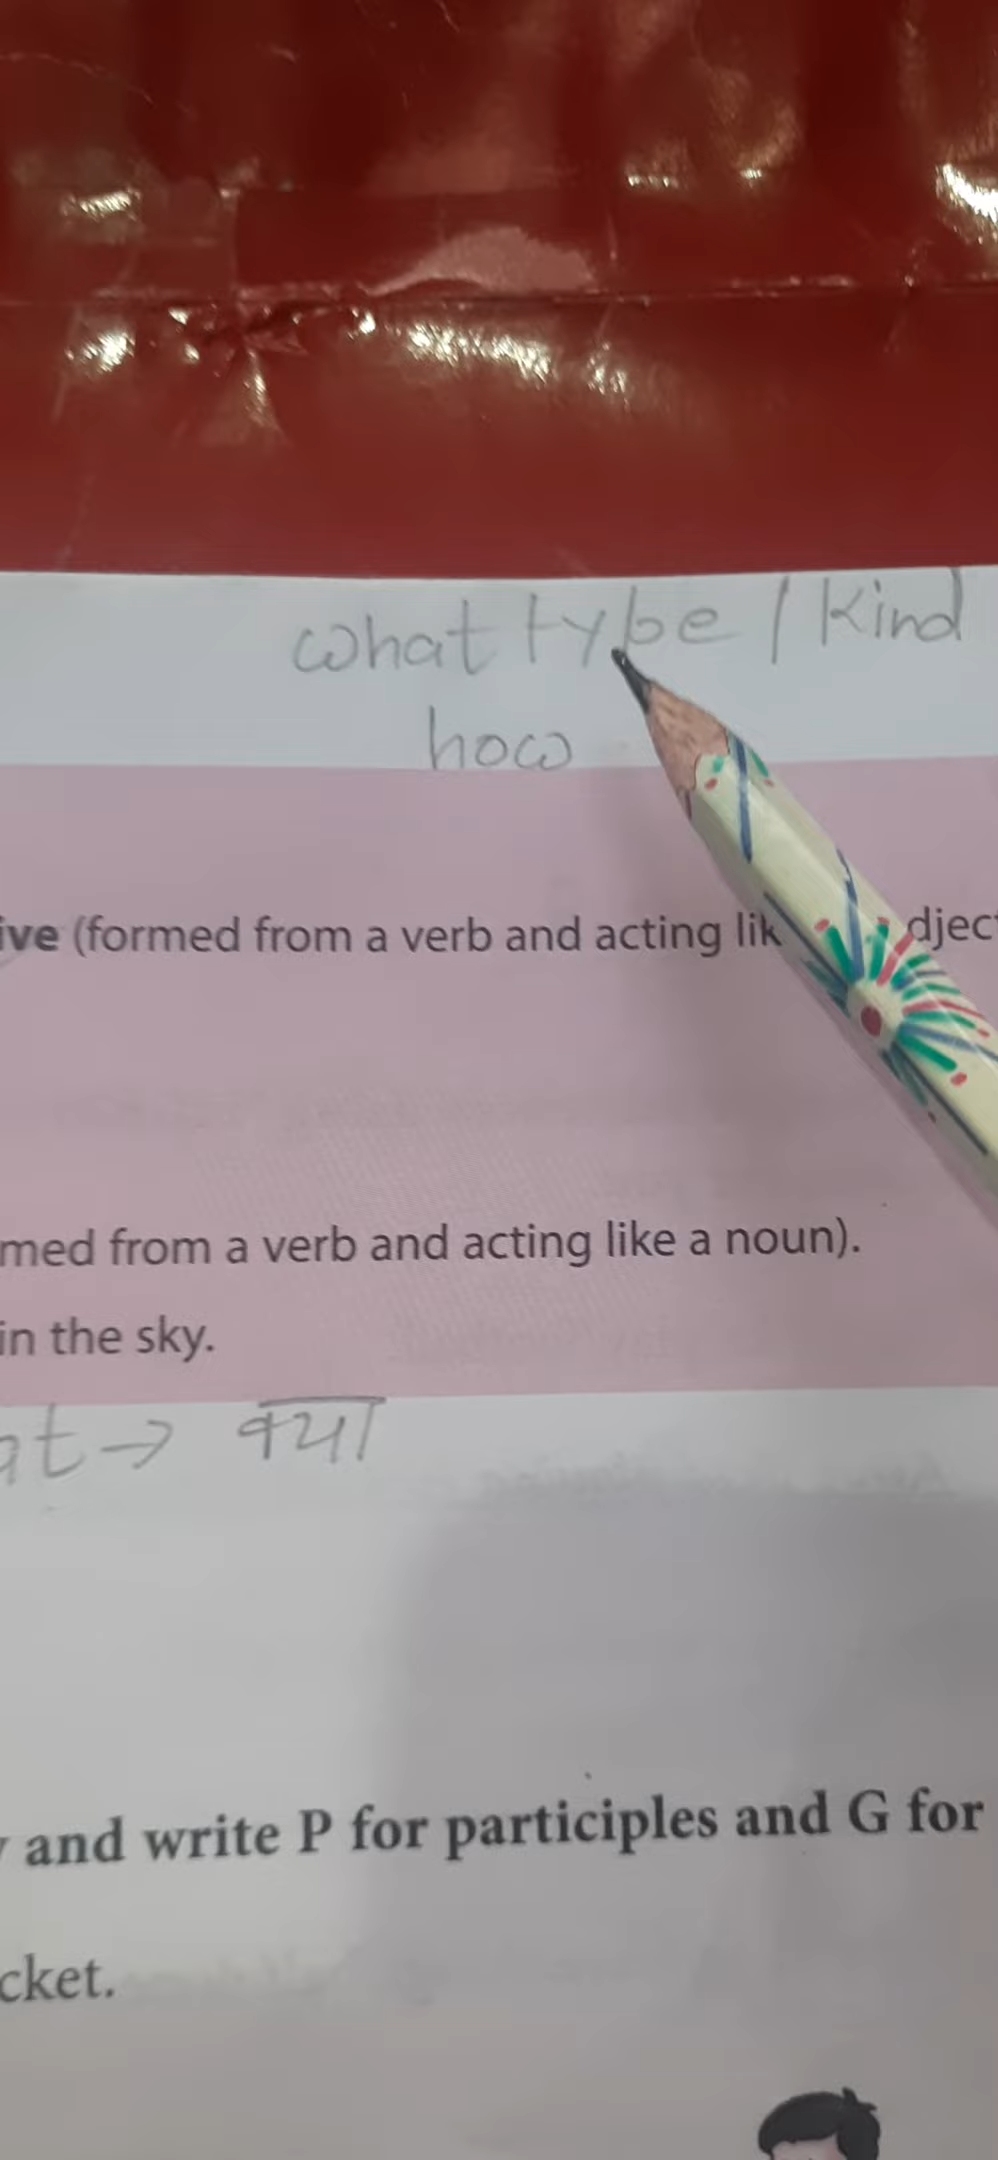 what tybe / kind
how
ive (formed from a verb and acting lik djec
med from a verb and acting like a noun).
in the sky.
at → क्या
and write P for participles and G for
cket.